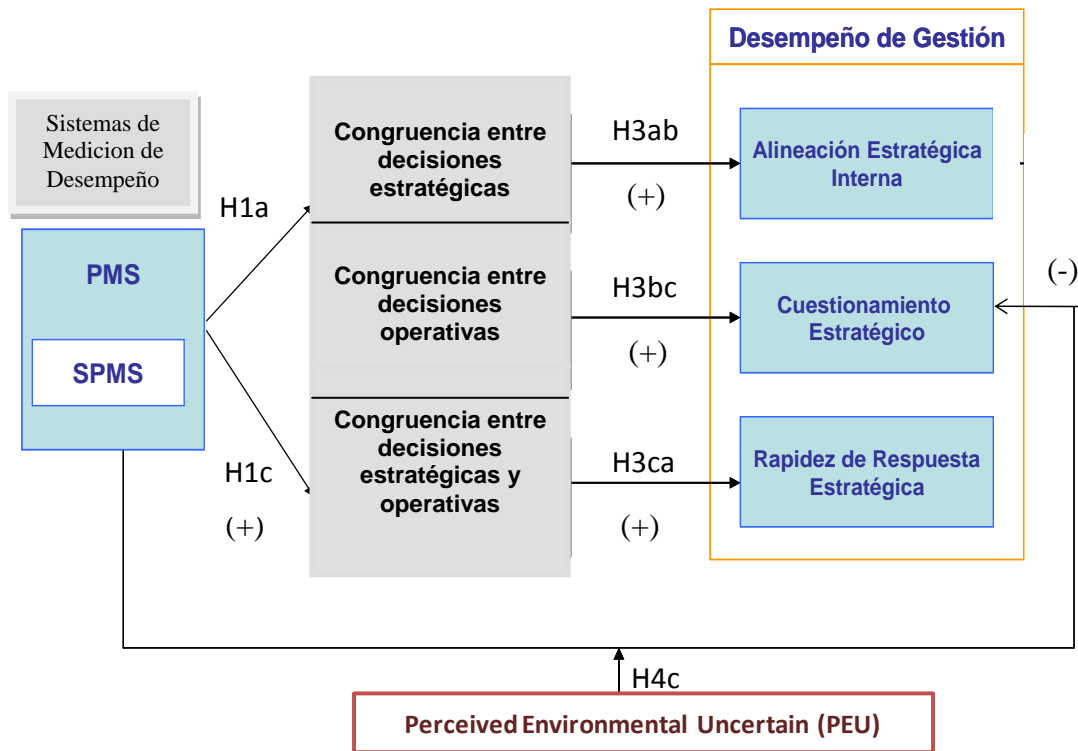 Desempeño de Gestión
Sistemas de
Medicion de
Desempeño
PMS
SPMS
H1a
H1c
(+)
Congruencia entre
decisiones
estratégicas
Congruencia entre
decisiones
operativas
Congruencia entre
decisiones
estratégicas y
operativas
H3ab
(+)
H3bc
(+)
H3ca
(+)
Alineación Estratégica
Interna
Cuestionamiento
Estratégico
Rapidez de Respuesta
Estratégica
(-)
H4c
Perceived Environmental Uncertain (PEU)